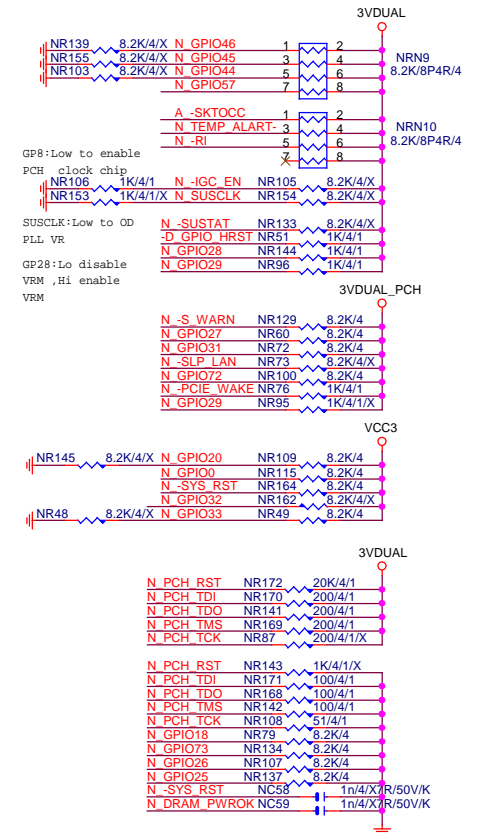 3VDUAL
NR139 8.2K/4/X N_GPIO46 1 2
NR155 8.2K/4/X N_GPIO45 3 4 NRN9
NR103 8.2K/4/X N_GPIO44 5 6 8.2K/8P4R/4
N_GPIO57 7 8
A_-SKTOCC 1 2
N_TEMP_ALART- 3 4 NRN10
N_-RI 5 6 8.2K/8P4R/4
7 8
GP8:Low to enable
PCH clock chip
NR106 1K/4/1 N_-IGC_EN NR105 8.2K/4/X
NR153 1K/4/1/X N_SUSCLK NR154 8.2K/4/X
SUSCLK:Low to OD
PLL VR
N_-SUSTAT NR133 8.2K/4/X
-D_GPIO_HRST NR51 1K/4/1
N_GPIO28 NR144 1K/4/1
N_GPIO29 NR96 1K/4/1
GP28:Lo disable
VRM ,Hi enable
VRM
3VDUAL_PCH
N_-S_WARN NR129 8.2K/4
N_GPIO27 NR60 8.2K/4
N_GPIO31 NR72 8.2K/4
N_-SLP_LAN NR73 8.2K/4/X
N_GPIO72 NR100 8.2K/4
N_-PCIE_WAKE NR76 1K/4/1
N_GPIO29 NR95 1K/4/1/X
VCC3
NR145 8.2K/4/X N_GPIO20 NR109 8.2K/4
N_GPIO0 NR115 8.2K/4
N_-SYS_RST NR164 8.2K/4
N_GPIO32 NR162 8.2K/4/X
NR48 8.2K/4/X N_GPIO33 NR49 8.2K/4
3VDUAL
N_PCH_RST NR172 20K/4/1
N_PCH_TDI NR170 200/4/1
N_PCH_TDO NR141 200/4/1
N_PCH_TMS NR169 200/4/1
N_PCH_TCK NR87 200/4/1/X
N_PCH_RST NR143 1K/4/1/X
N_PCH_TDI NR171 100/4/1
N_PCH_TDO NR168 100/4/1
N_PCH_TMS NR142 100/4/1
N_PCH_TCK NR108 51/4/1
N_GPIO18 NR79 8.2K/4
N_GPIO73 NR134 8.2K/4
N_GPIO26 NR107 8.2K/4
N_GPIO25 NR137 8.2K/4
N_-SYS_RST NC58 1n/4/X7R/50V/K
N_DRAM_PWROK NC59 1n/4/X7R/50V/K